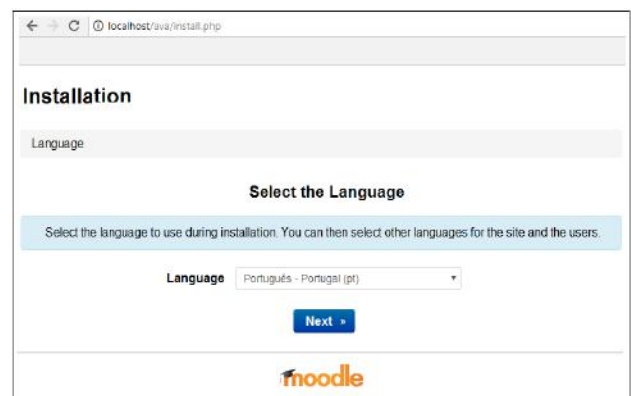 localhost/ava/install.php
Installation
Language
Select the Language
Select the language to use during installation. You can then select other languages for the site and the users.
Language Português - Portugal (pt)
Next »
moodle